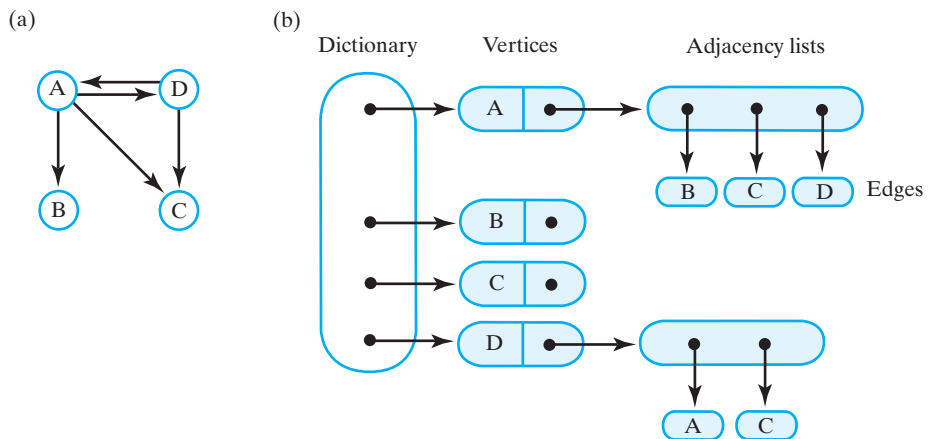 (a)
A D
B C
(b)
Dictionary Vertices Adjacency lists
A
B C D Edges
B
C
D
A C